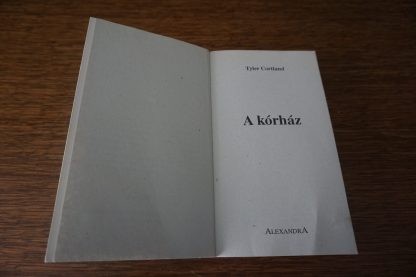 Tyler Cortland
A kórház
ALEXANDRA